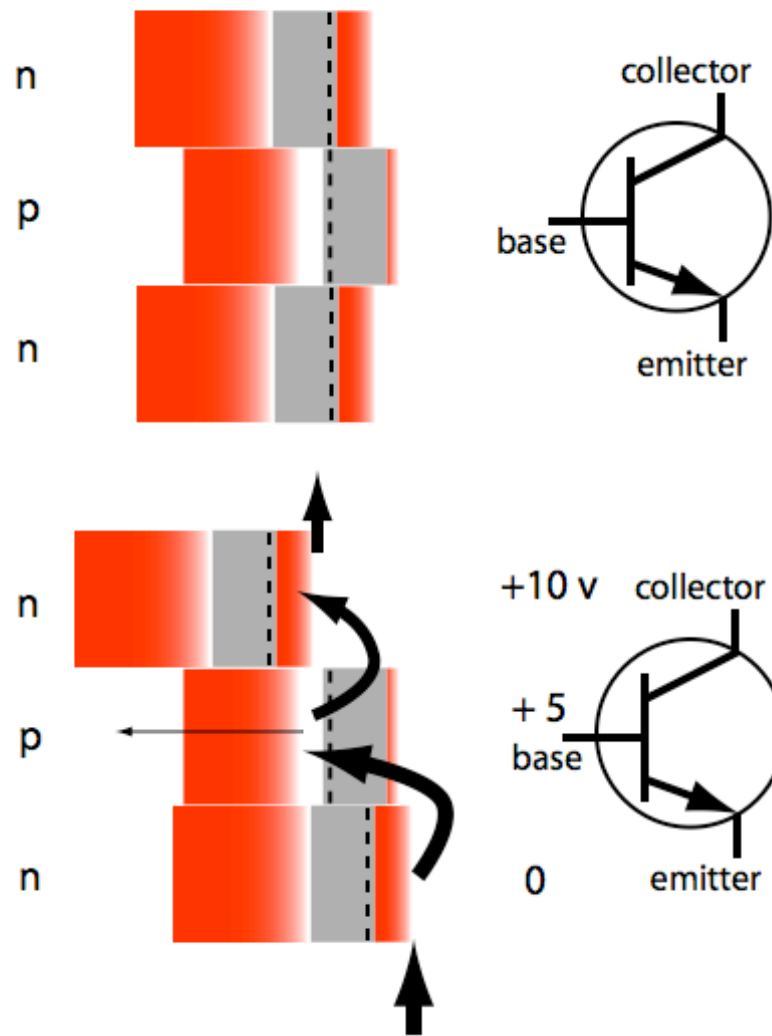 n
collector
p
base
n
emitter
n
+10 v
collector
p
+ 5
base
n
0
emitter